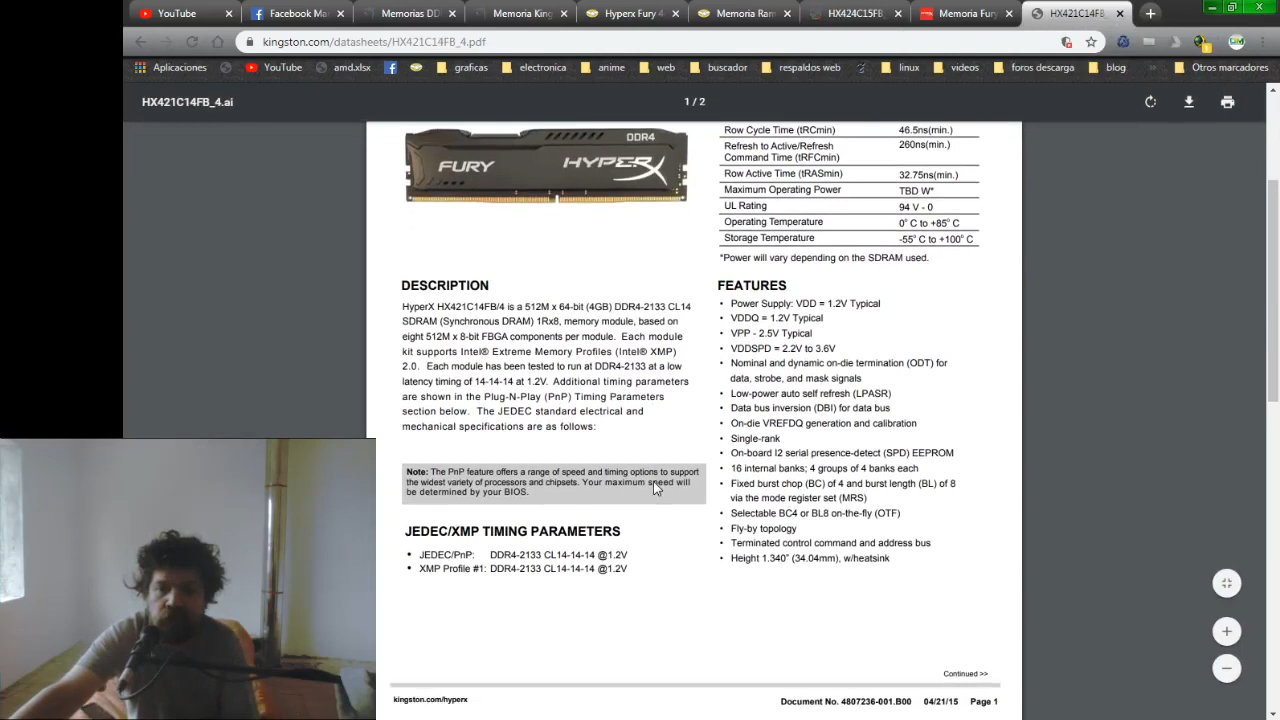 YouTube
Facebook Mar
Memorias DD
Memoria King
Hyperx Fury 4
Memoria Ram
HX424C15FB_
Memoria Fury
HX421C14FB_
kingston.com/datasheets/HX421C14FB_4.pdf
Aplicaciones
YouTube
amd.xlsx
graficas
electronica
anime
web
buscador
respaldos web
linux
videos
foros descarga
blog
»
Otros marcadores
HX421C14FB_4.ai
1 / 2
DDR4
FURY
HYPERX
Row Cycle Time (tRCmin) 46.5ns(min.)
Refresh to Active/Refresh 260ns(min.)
Command Time (tRFCmin)
Row Active Time (tRASmin) 32.75ns(min.)
Maximum Operating Power TBD W*
UL Rating 94 V - 0
Operating Temperature 0° C to +85° C
Storage Temperature -55° C to +100° C
*Power will vary depending on the SDRAM used.
DESCRIPTION
HyperX HX421C14FB/4 is a 512M x 64-bit (4GB) DDR4-2133 CL14
SDRAM (Synchronous DRAM) 1Rx8, memory module, based on
eight 512M x 8-bit FBGA components per module. Each module
kit supports Intel® Extreme Memory Profiles (Intel® XMP)
2.0. Each module has been tested to run at DDR4-2133 at a low
latency timing of 14-14-14 at 1.2V. Additional timing parameters
are shown in the Plug-N-Play (PnP) Timing Parameters
section below. The JEDEC standard electrical and
mechanical specifications are as follows:
Note: The PnP feature offers a range of speed and timing options to support
the widest variety of processors and chipsets. Your maximum speed will
be determined by your BIOS.
JEDEC/XMP TIMING PARAMETERS
• JEDEC/PnP: DDR4-2133 CL14-14-14 @1.2V
• XMP Profile #1: DDR4-2133 CL14-14-14 @1.2V
FEATURES
• Power Supply: VDD = 1.2V Typical
• VDDQ = 1.2V Typical
• VPP - 2.5V Typical
• VDDSPD = 2.2V to 3.6V
• Nominal and dynamic on-die termination (ODT) for
data, strobe, and mask signals
• Low-power auto self refresh (LPASR)
• Data bus inversion (DBI) for data bus
• On-die VREFDQ generation and calibration
• Single-rank
• On-board I2 serial presence-detect (SPD) EEPROM
• 16 internal banks; 4 groups of 4 banks each
• Fixed burst chop (BC) of 4 and burst length (BL) of 8
via the mode register set (MRS)
• Selectable BC4 or BL8 on-the-fly (OTF)
• Fly-by topology
• Terminated control command and address bus
• Height 1.340" (34.04mm), w/heatsink
Continued >>
kingston.com/hyperx
Document No. 4807236-001.B00 04/21/15 Page 1